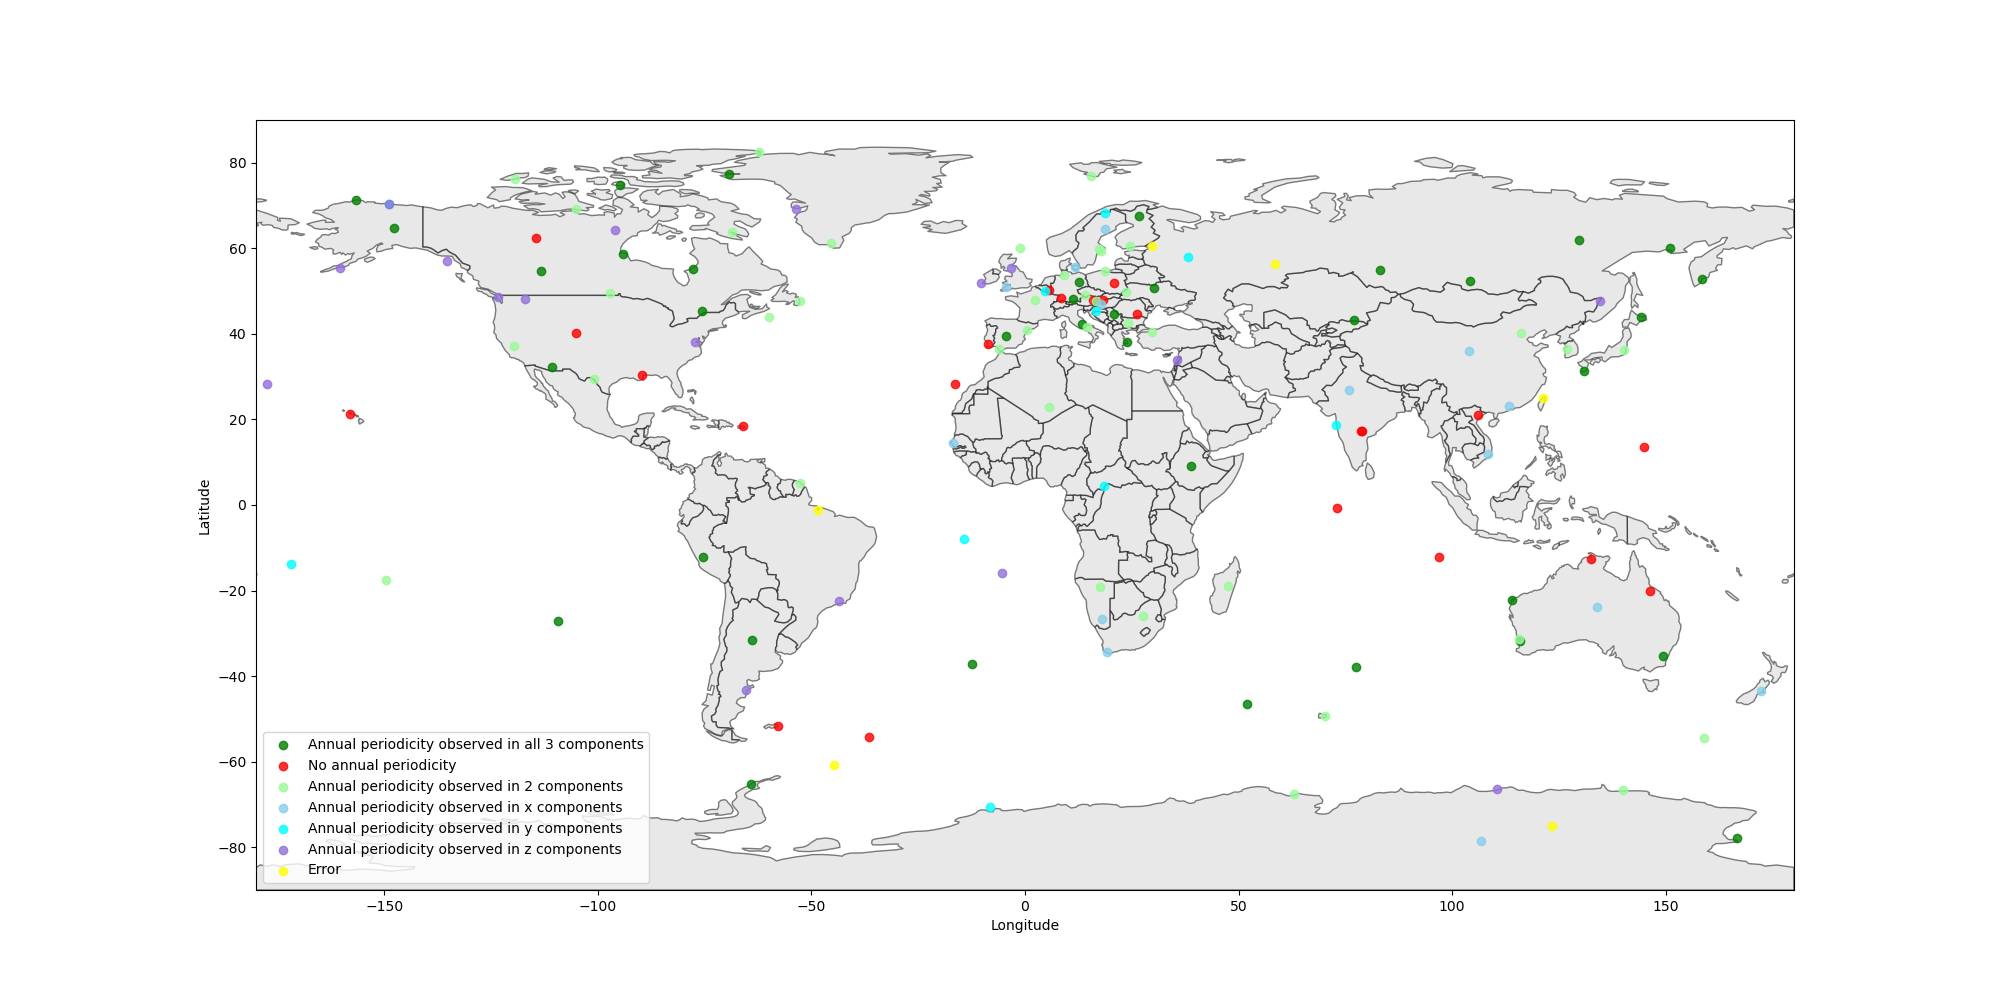 80
60
40
20
0
−20
−40
−60
−80
Latitude
Annual periodicity observed in all 3 components
No annual periodicity
Annual periodicity observed in 2 components
Annual periodicity observed in x components
Annual periodicity observed in y components
Annual periodicity observed in z components
Error
−150 −100 −50 0 50 100 150
Longitude